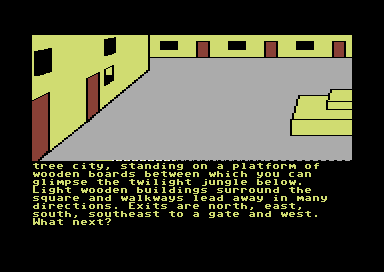 tree city, standing on a platform of
wooden boards between which you can
glimpse the twilight jungle below.
Light wooden buildings surround the
square and walkways lead away in many
directions. Exits are north, east,
south, southeast to a gate and west.
What next?